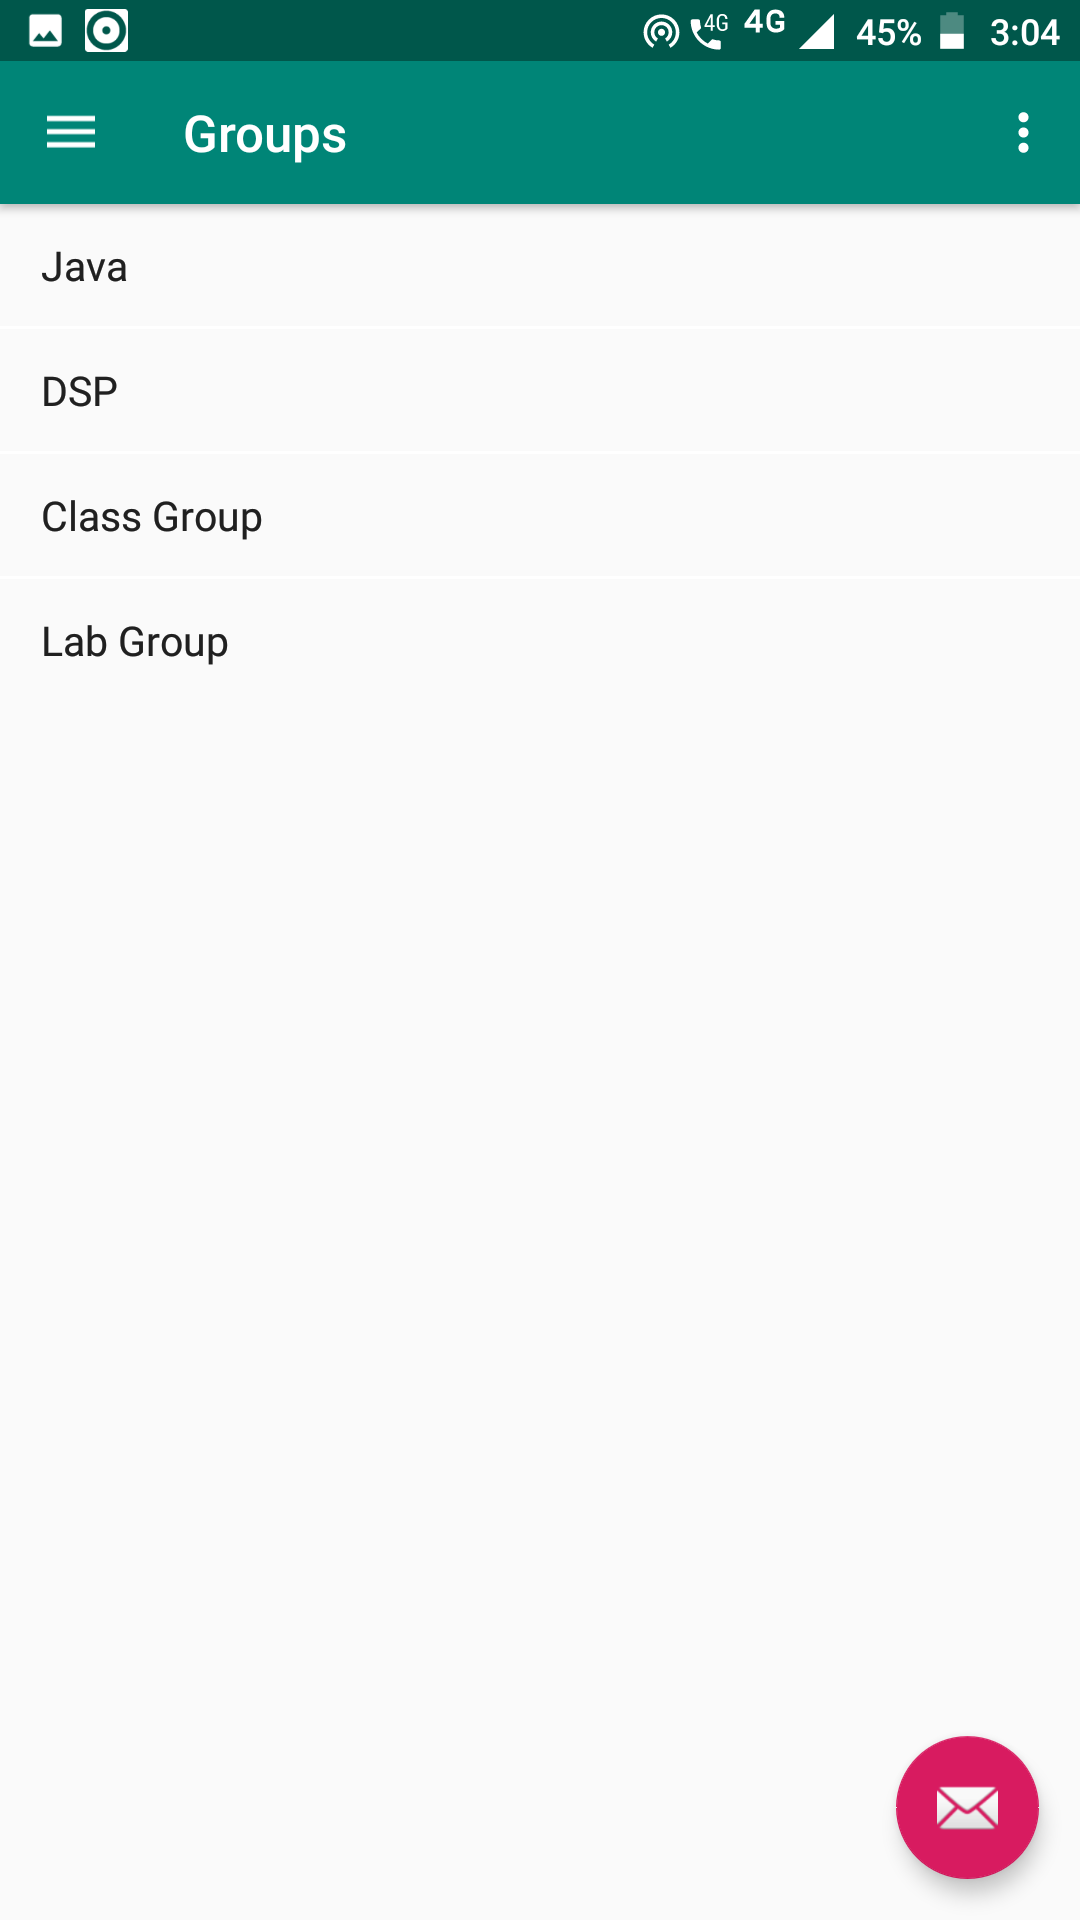 4G 4G 45% 3:04
Groups
Java
DSP
Class Group
Lab Group